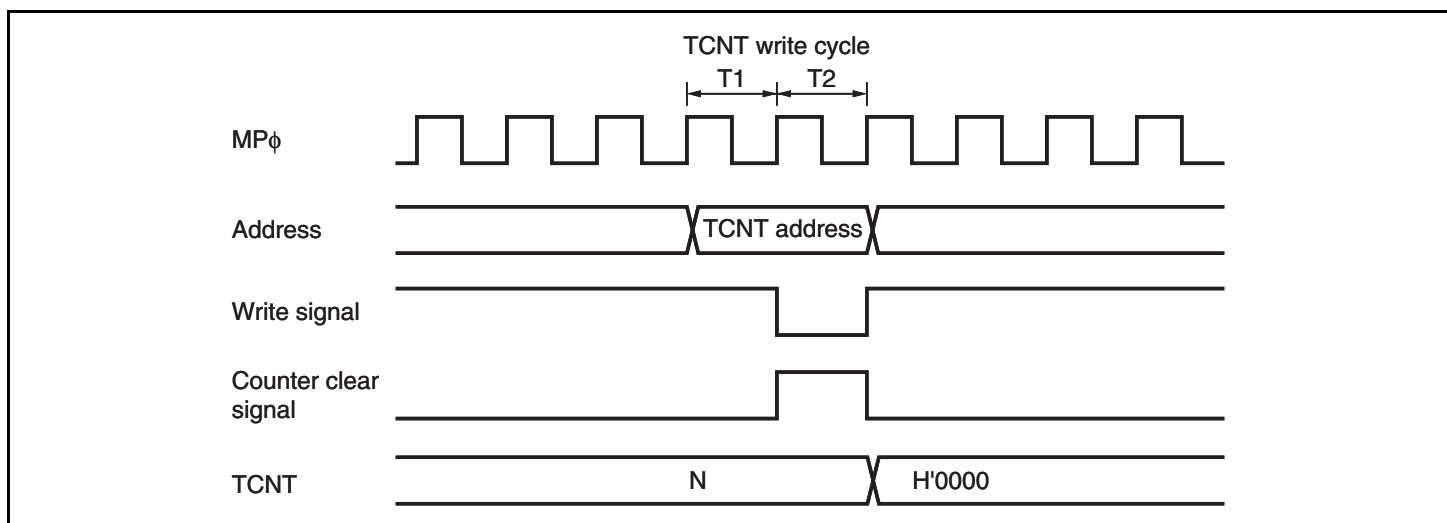 TCNT write cycle
T1 T2
MPϕ
Address
TCNT address
Write signal
Counter clear
signal
TCNT
N
H'0000